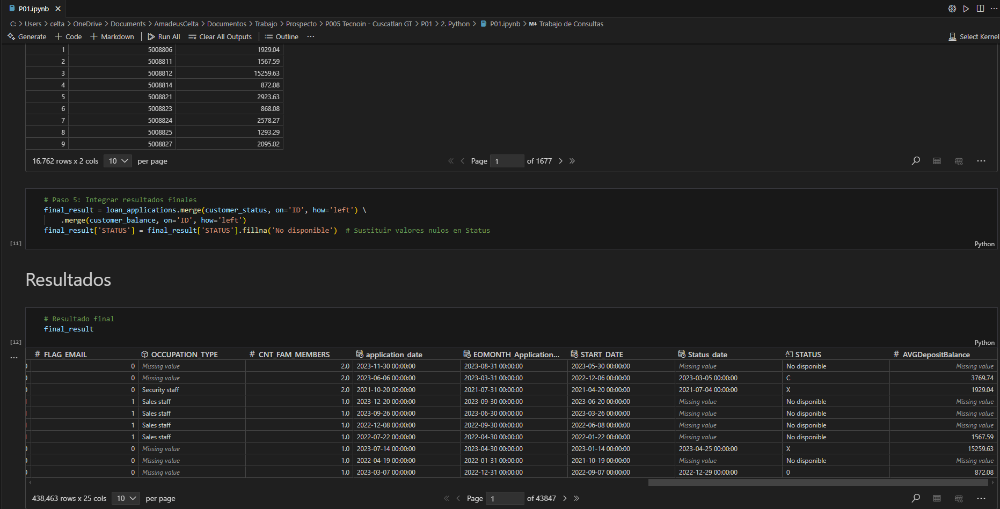 P01.ipynb
C: > Users > celta > OneDrive > Documents > AmadeusCelta > Documentos > Trabajo > Prospecto > P005 Tecnoin - Cuscatlan GT > P01 > 2. Python > P01.ipynb > M↓ Trabajo de Consultas
Generate + Code + Markdown | Run All Clear All Outputs | Outline ... Select Kernel
1 5008806 1929.04
2 5008811 1567.59
3 5008812 15259.63
4 5008814 872.08
5 5008821 2923.63
6 5008823 868.08
7 5008824 2578.27
8 5008825 1293.29
9 5008827 2095.02
16,762 rows x 2 cols 10 per page Page 1 of 1677
# Paso 5: Integrar resultados finales
final_result = loan_applications.merge(customer_status, on='ID', how='left') \
.merge(customer_balance, on='ID', how='left')
final_result['STATUS'] = final_result['STATUS'].fillna('No disponible') # Sustituir valores nulos en Status
[11] Python
Resultados
# Resultado final
final_result
[12] Python
# FLAG_EMAIL OCCUPATION_TYPE # CNT_FAM_MEMBERS application_date EOMONTH_Application... START_DATE Status_date STATUS # AVGDepositBalance
0 Missing value 2.0 2023-11-30 00:00:00 2023-08-31 00:00:00 2023-05-30 00:00:00 Missing value No disponible Missing value
0 Missing value 2.0 2023-06-06 00:00:00 2023-03-31 00:00:00 2022-12-06 00:00:00 2023-03-05 00:00:00 C 3769.74
0 Security staff 2.0 2021-10-20 00:00:00 2021-07-31 00:00:00 2021-04-20 00:00:00 2021-07-04 00:00:00 X 1929.04
1 Sales staff 1.0 2023-12-20 00:00:00 2023-09-30 00:00:00 2023-06-20 00:00:00 Missing value No disponible Missing value
1 Sales staff 1.0 2023-09-26 00:00:00 2023-06-30 00:00:00 2023-03-26 00:00:00 Missing value No disponible Missing value
1 Sales staff 1.0 2022-12-08 00:00:00 2022-09-30 00:00:00 2022-06-08 00:00:00 Missing value No disponible Missing value
1 Sales staff 1.0 2022-07-22 00:00:00 2022-04-30 00:00:00 2022-01-22 00:00:00 Missing value No disponible 1567.59
0 Missing value 1.0 2023-07-14 00:00:00 2023-04-30 00:00:00 2023-01-14 00:00:00 2023-04-25 00:00:00 X 15259.63
0 Missing value 1.0 2022-04-19 00:00:00 2022-01-31 00:00:00 2021-10-19 00:00:00 Missing value No disponible Missing value
0 Missing value 1.0 2023-03-07 00:00:00 2022-12-31 00:00:00 2022-09-07 00:00:00 2022-12-29 00:00:00 0 872.08
438,463 rows x 25 cols 10 per page Page 1 of 43847